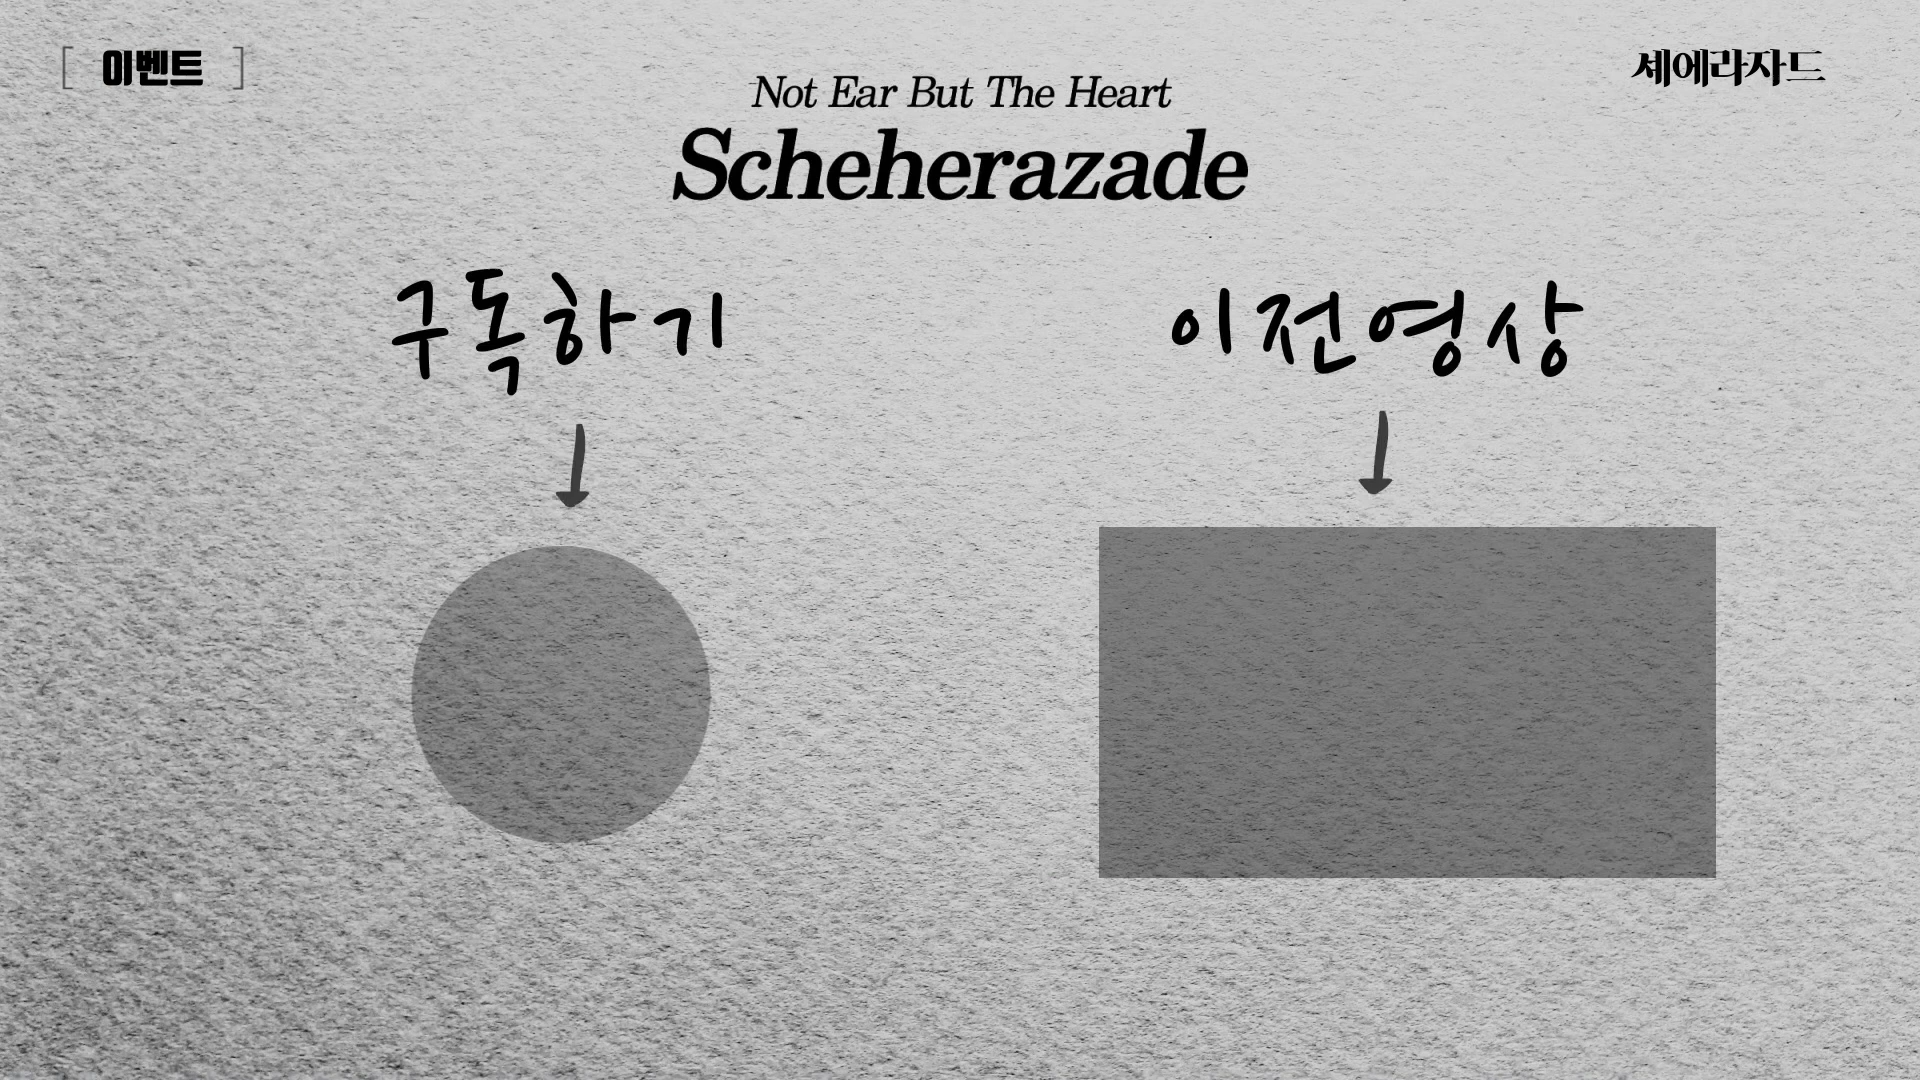 [ 이벤트 ]
셰에라자드
Not Ear But The Heart
Scheherazade
구독하기
이전영상